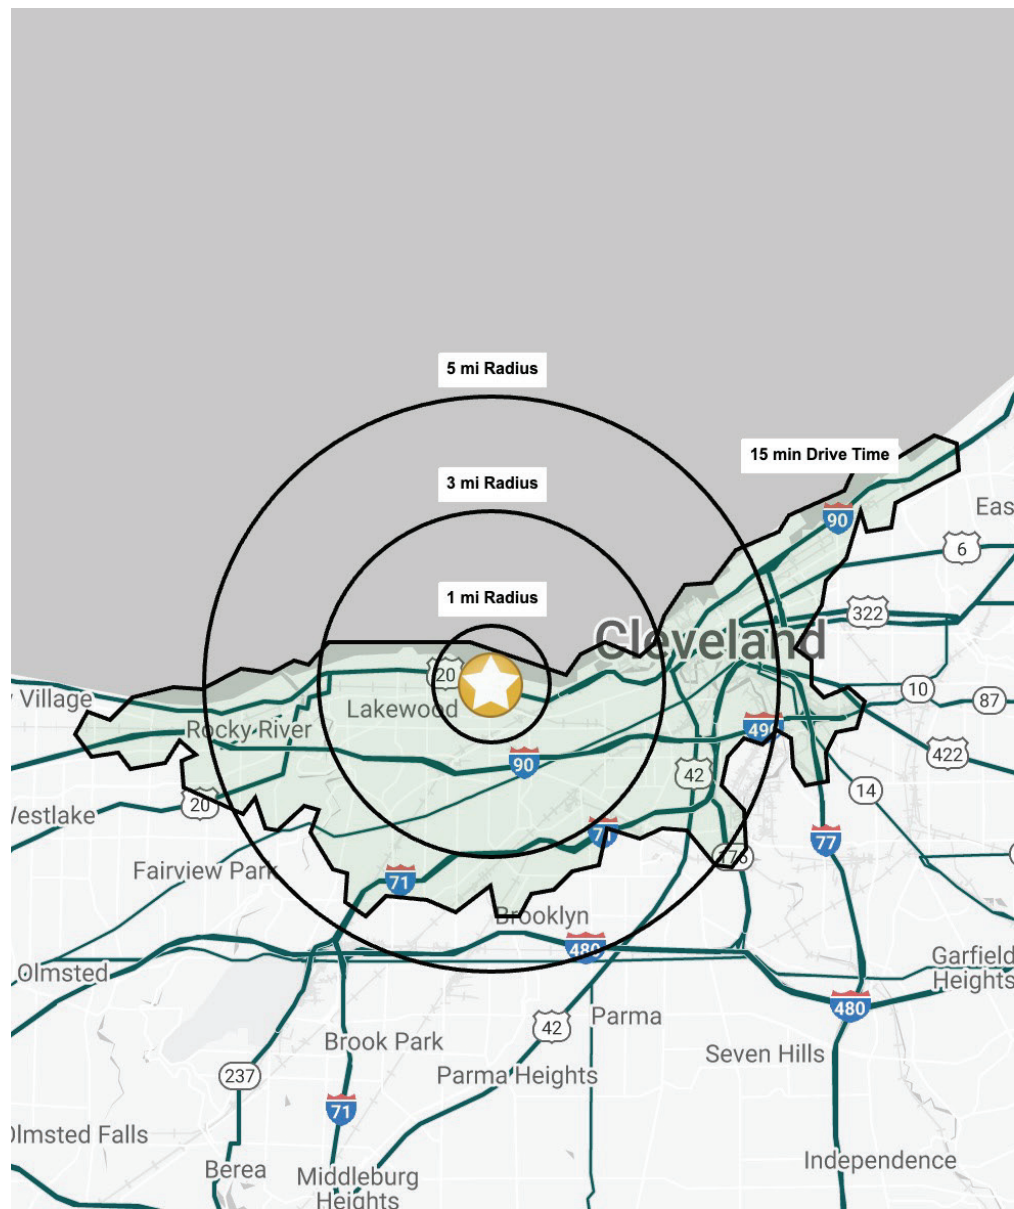 5 mi Radius
15 min Drive Time
3 mi Radius
90
Eas
6
1 mi Radius
322
Cleveland
20
10
Village
87
Lakewood
Rocky River
490
422
90
42
14
20
Westlake
71
77
176
Fairview Park
71
Brooklyn
480
Olmsted
Garfield
Heights
480
Parma
42
Brook Park
Seven Hills
237
Parma Heights
71
Olmsted Falls
Berea
Independence
Middleburg
Heights